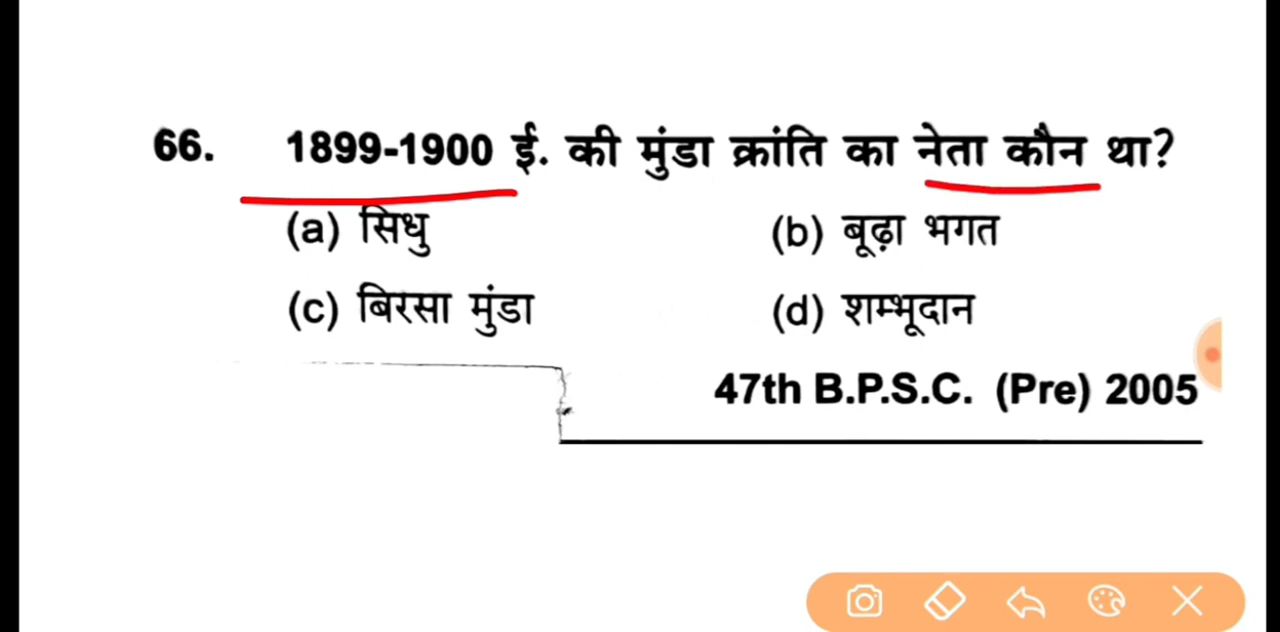 66. 1899-1900 ई. की मुंडा क्रांति का नेता कौन था?
(a) सिधु (b) बूढ़ा भगत
(c) बिरसा मुंडा (d) शम्भूदान
47th B.P.S.C. (Pre) 2005